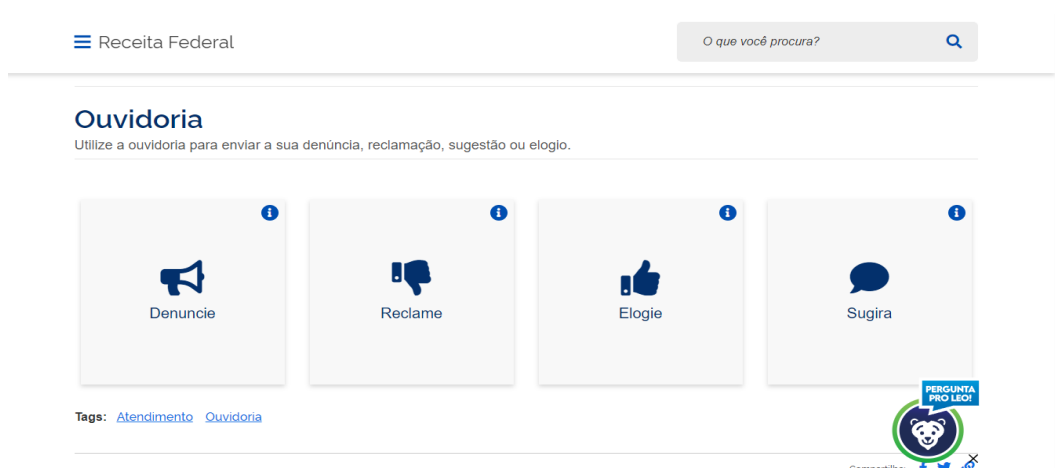 Receita Federal
O que você procura?
Ouvidoria
Utilize a ouvidoria para enviar a sua denúncia, reclamação, sugestão ou elogio.
Denuncie
Reclame
Elogie
Sugira
PERGUNTA
PRO LEO!
Tags: Atendimento Ouvidoria